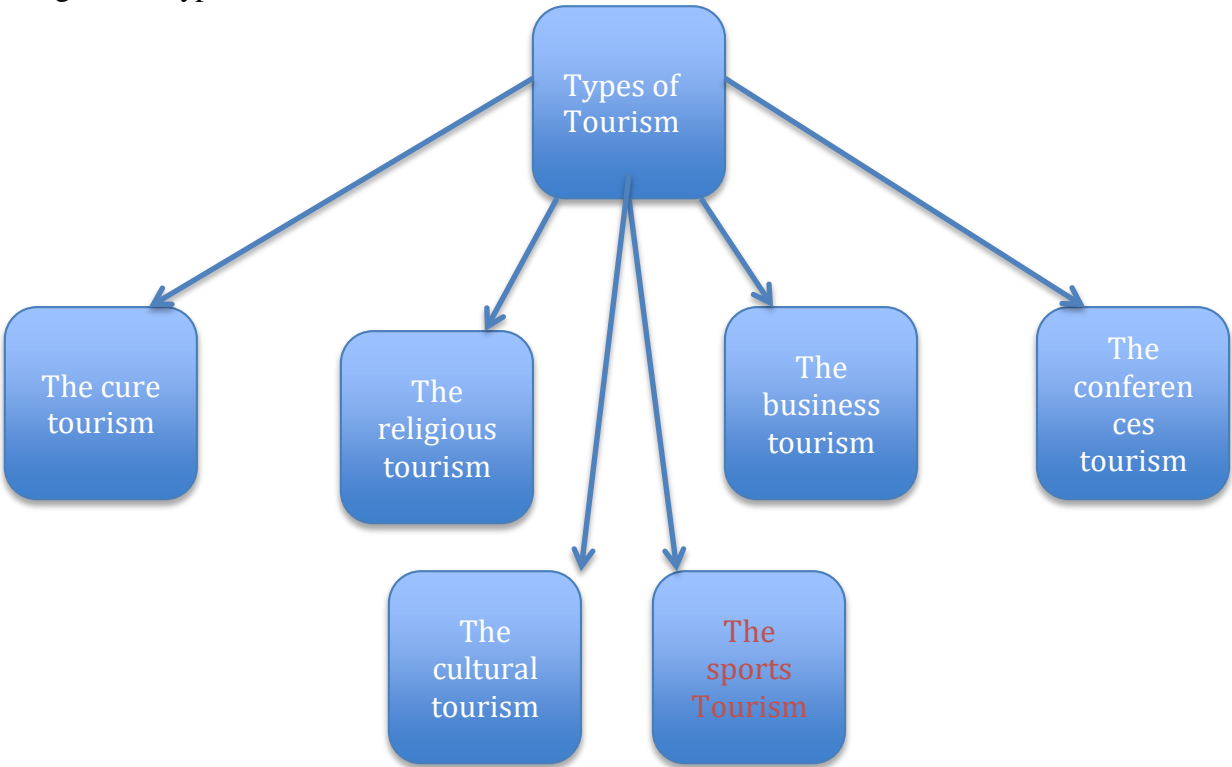 Types of
Tourism
The cure
tourism
The
religious
tourism
The
business
tourism
The
conferen
ces
tourism
The
cultural
tourism
The
sports
Tourism